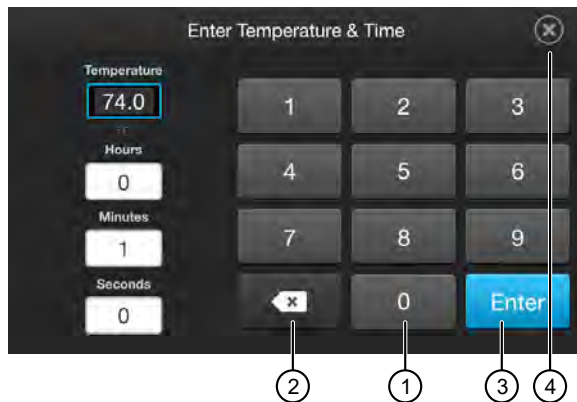 Enter Temperature & Time
Temperature
74.0
Hours
0
Minutes
1
Seconds
0
1 2 3
4 5 6
7 8 9
0 Enter
2 1 3 4